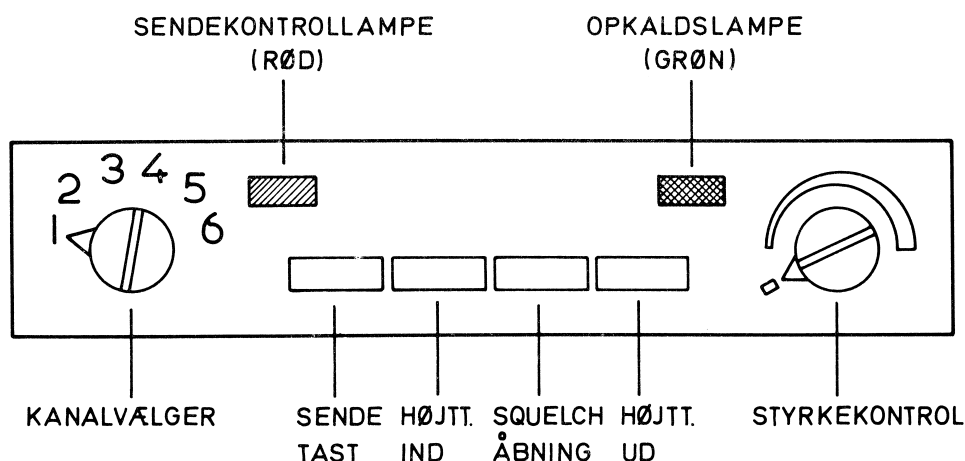 SENDEKONTROLLAMPE
(RØD)
OPKALDSLAMPE
(GRØN)
1 2 3 4 5 6
KANALVÆLGER
SENDE
TAST
HØJTT.
IND
SQUELCH
ÅBNING
HØJTT.
UD
STYRKEKONTROL